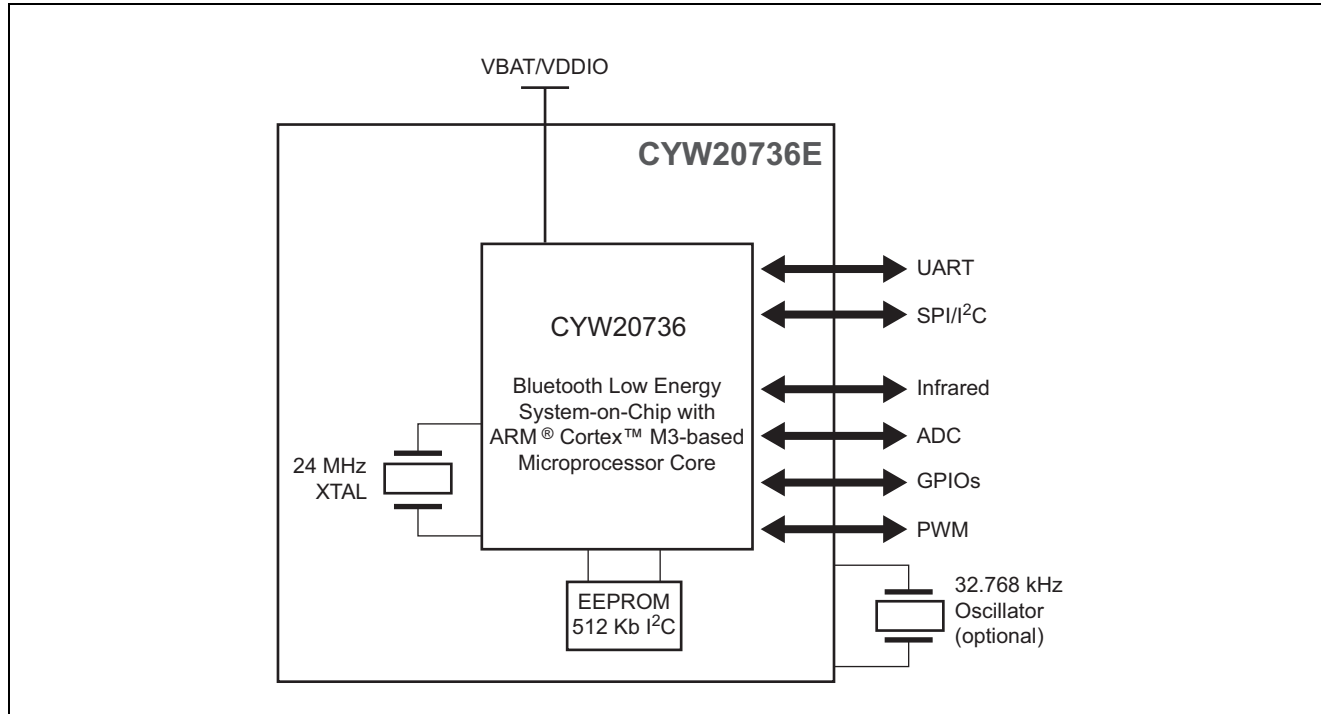 VBAT/VDDIO
CYW20736E
CYW20736
Bluetooth Low Energy
System-on-Chip with
ARM ® Cortex™ M3-based
Microprocessor Core
24 MHz
XTAL
EEPROM
512 Kb I²C
UART
SPI/I²C
Infrared
ADC
GPIOs
PWM
32.768 kHz
Oscillator
(optional)